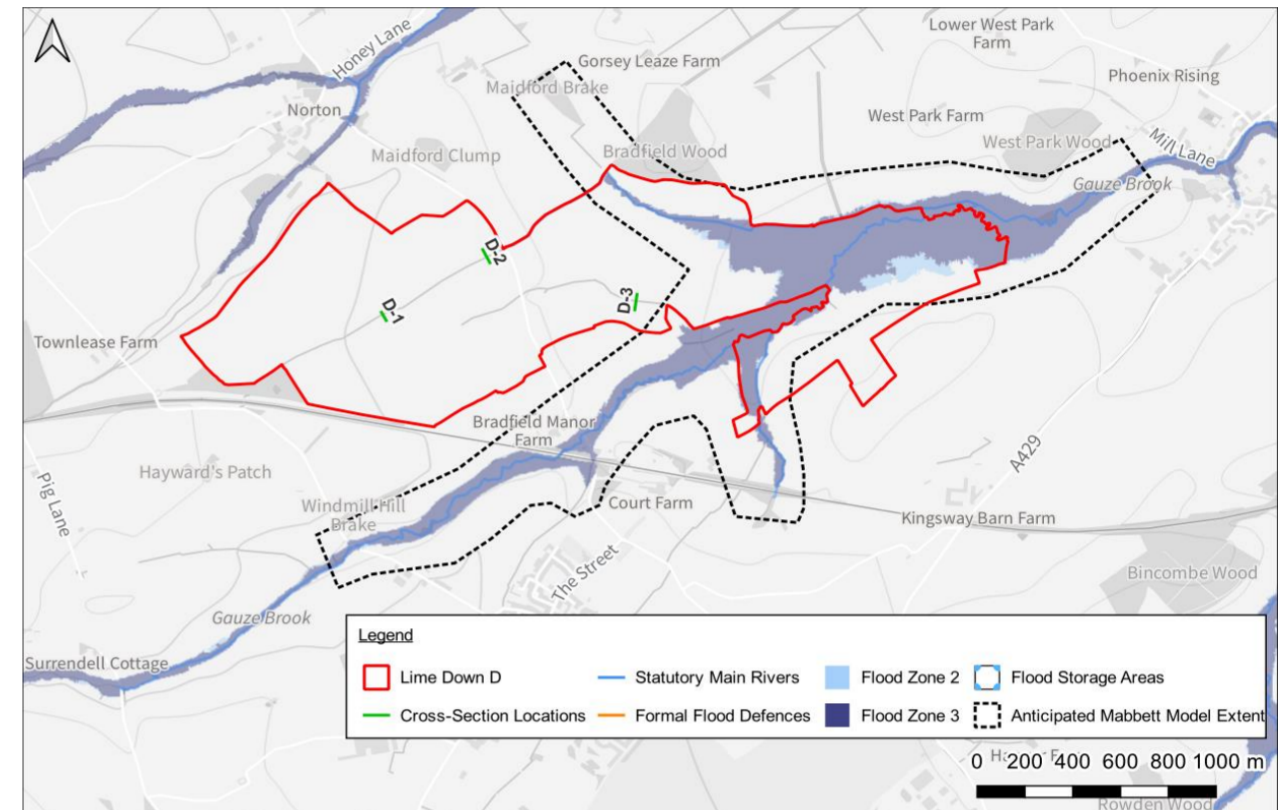 Lower West Park
Farm
Honey Lane
Gorsey Leaze Farm
Phoenix Rising
Maidford Brake
Norton
West Park Farm
Mill Lane
West Park Wood
Maidford Clump
Bradfield Wood
Gauze Brook
D-2
D-3
D-1
Townlease Farm
Bradfield Manor
Farm
A429
Hayward's Patch
Pig Lane
Windmill Hill
Brake
Court Farm
Kingsway Barn Farm
The Street
Bincombe Wood
Gauze Brook
Surrendell Cottage
Legend
Lime Down D
Statutory Main Rivers
Flood Zone 2
Flood Storage Areas
Cross-Section Locations
Formal Flood Defences
Flood Zone 3
Anticipated Mabbett Model Extent
0 200 400 600 800 1000 m
Rowden Wood